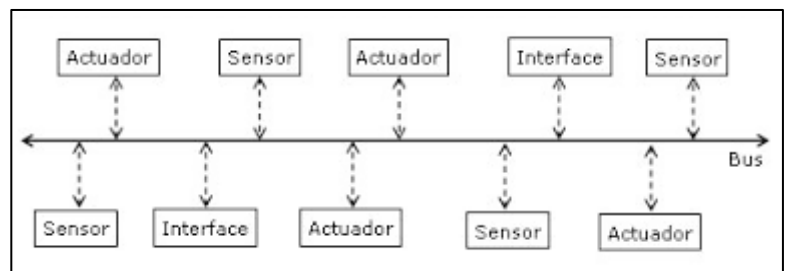 Actuador Sensor Actuador Interface Sensor
Bus
Sensor Interface Actuador Sensor Actuador